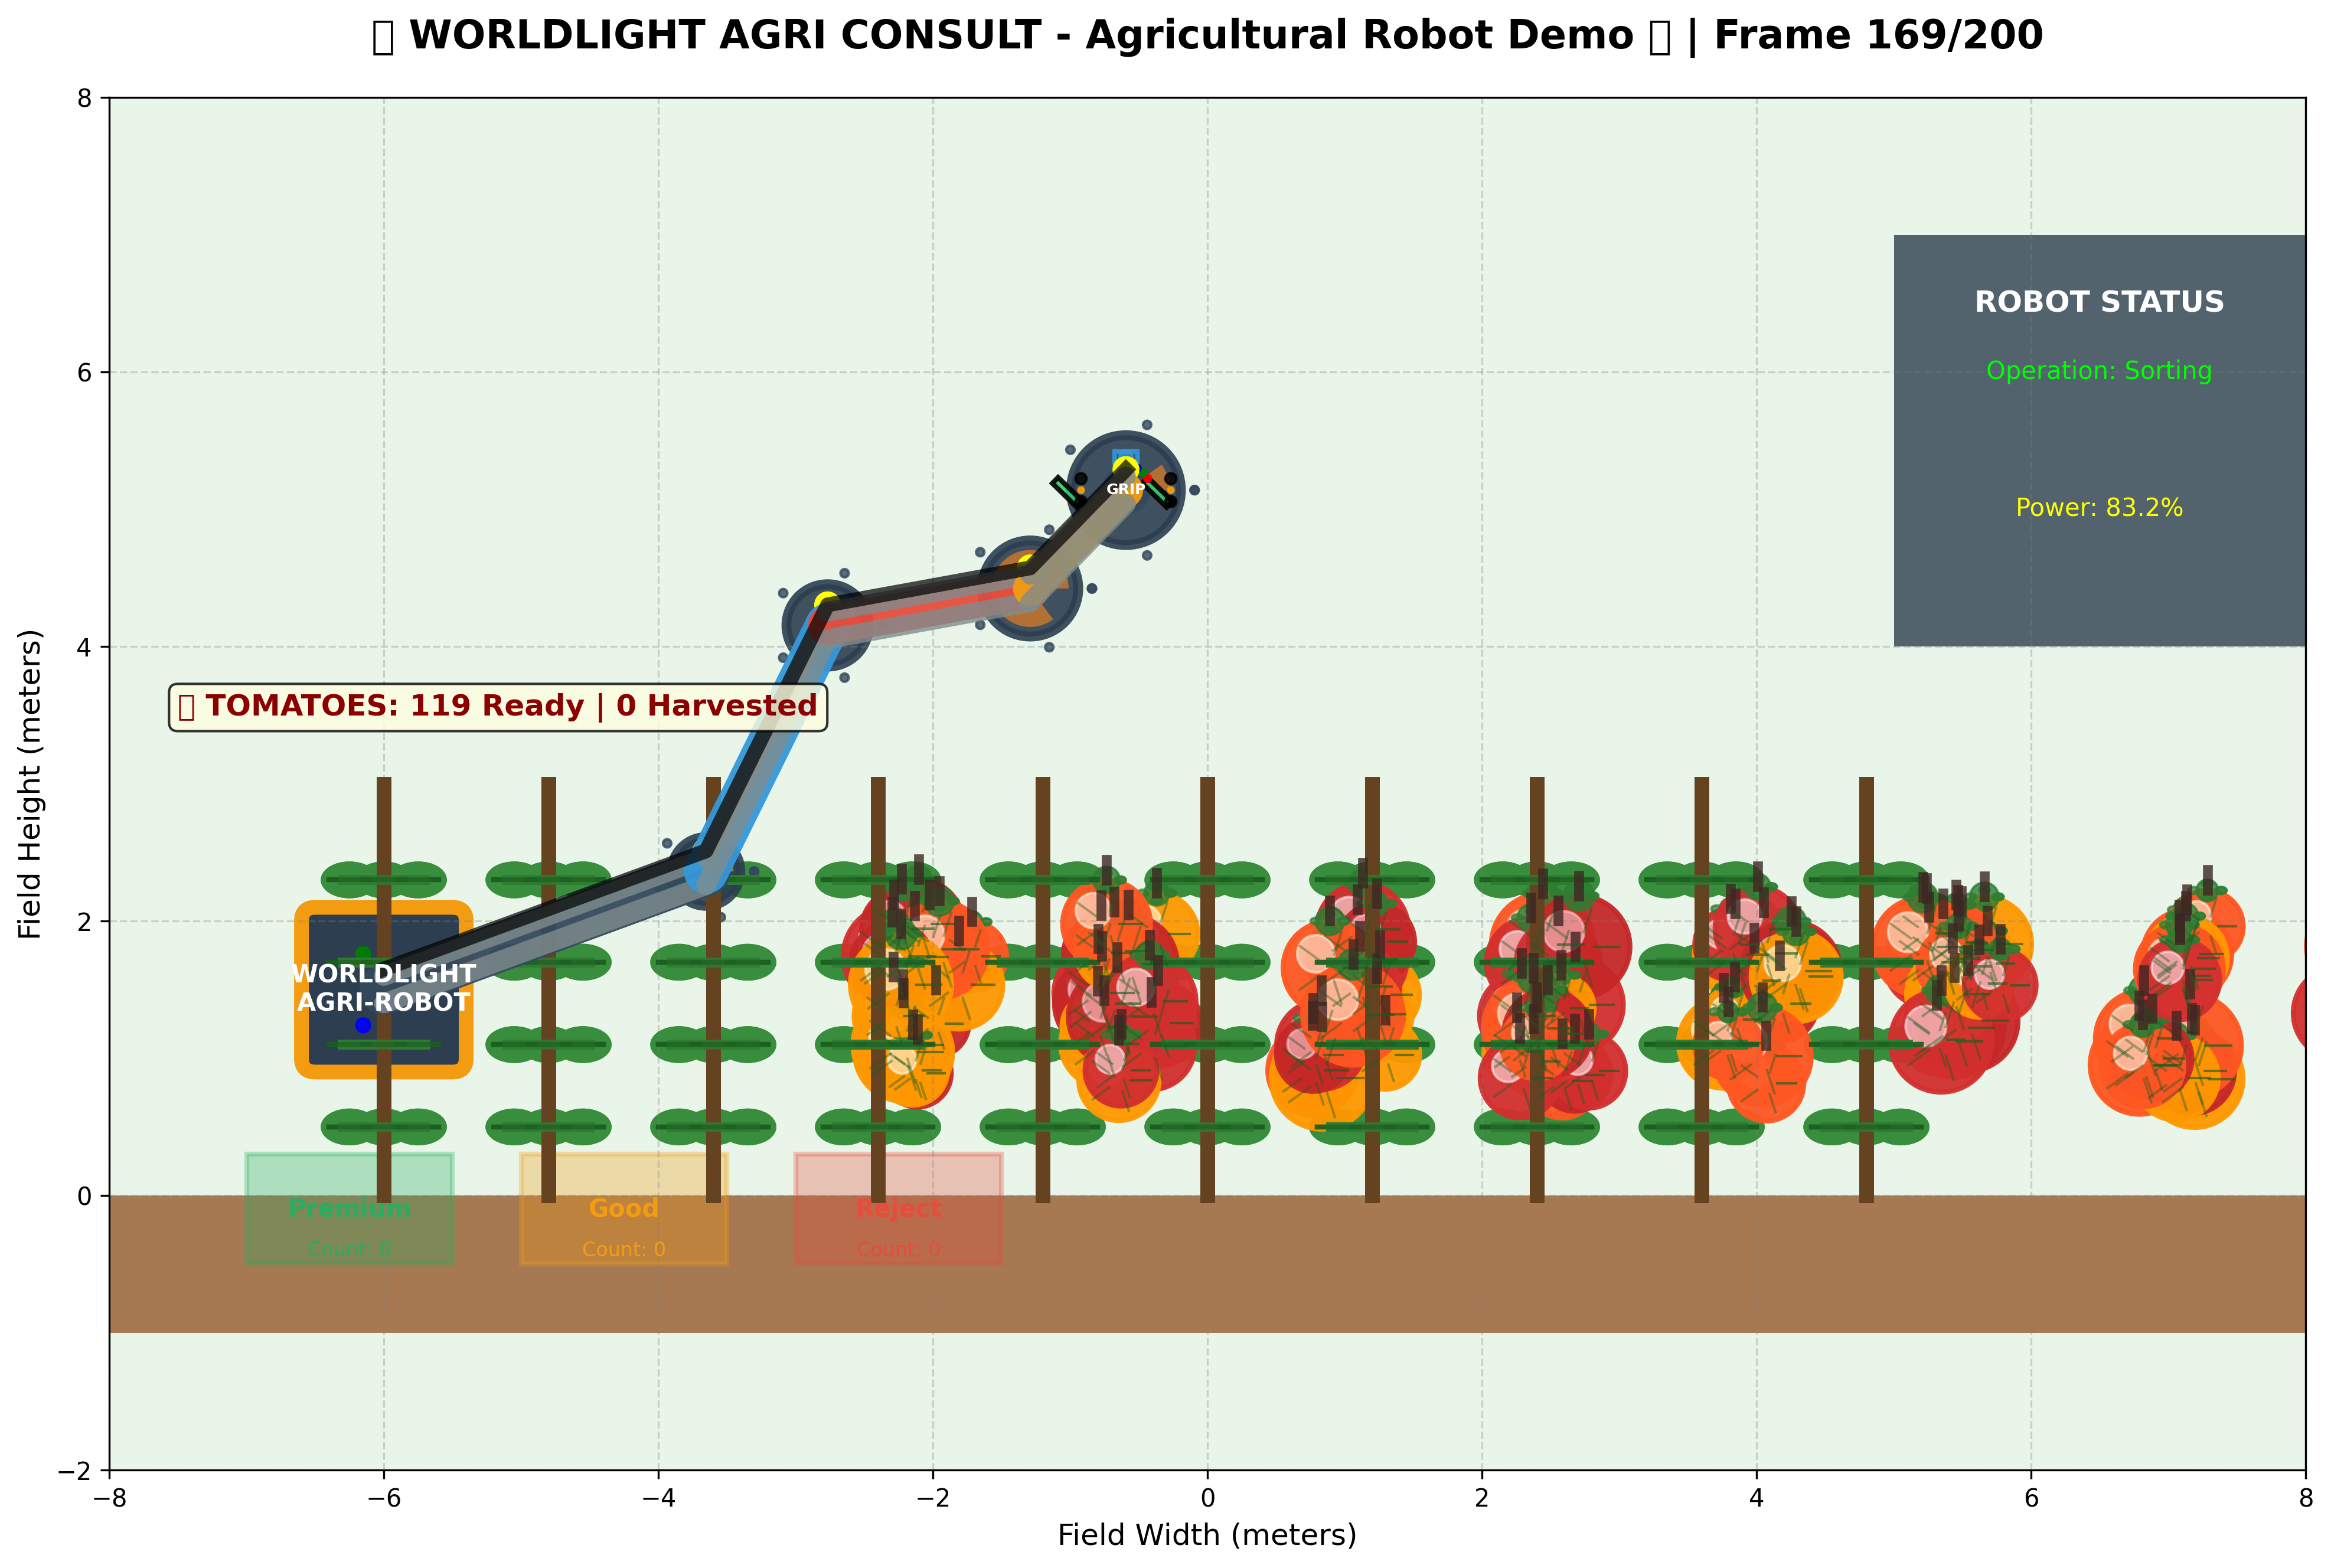 ▯ WORLDLIGHT AGRI CONSULT - Agricultural Robot Demo ▯ | Frame 169/200
8
6
4
2
0
−2
Field Height (meters)
ROBOT STATUS
Operation: Sorting
Power: 83.2%
GRIP
▯ TOMATOES: 119 Ready | 0 Harvested
WORLDLIGHT
AGRI-ROBOT
Premium
Count: 0
Good
Count: 0
Reject
Count: 0
−8 −6 −4 −2 0 2 4 6 8
Field Width (meters)